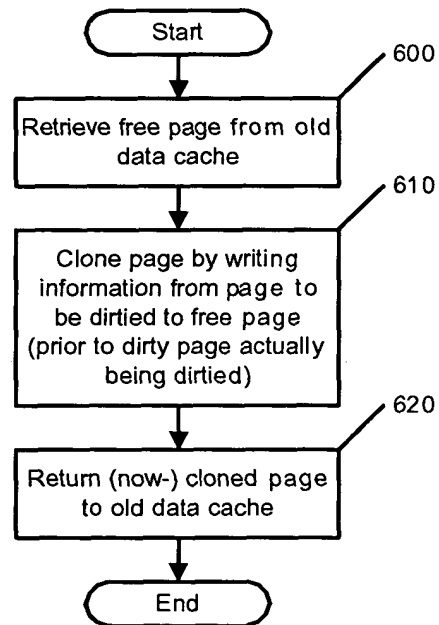 Start
600
Retrieve free page from old
data cache
610
Clone page by writing
information from page to
be dirtied to free page
(prior to dirty page actually
being dirtied)
620
Return (now-) cloned page
to old data cache
End